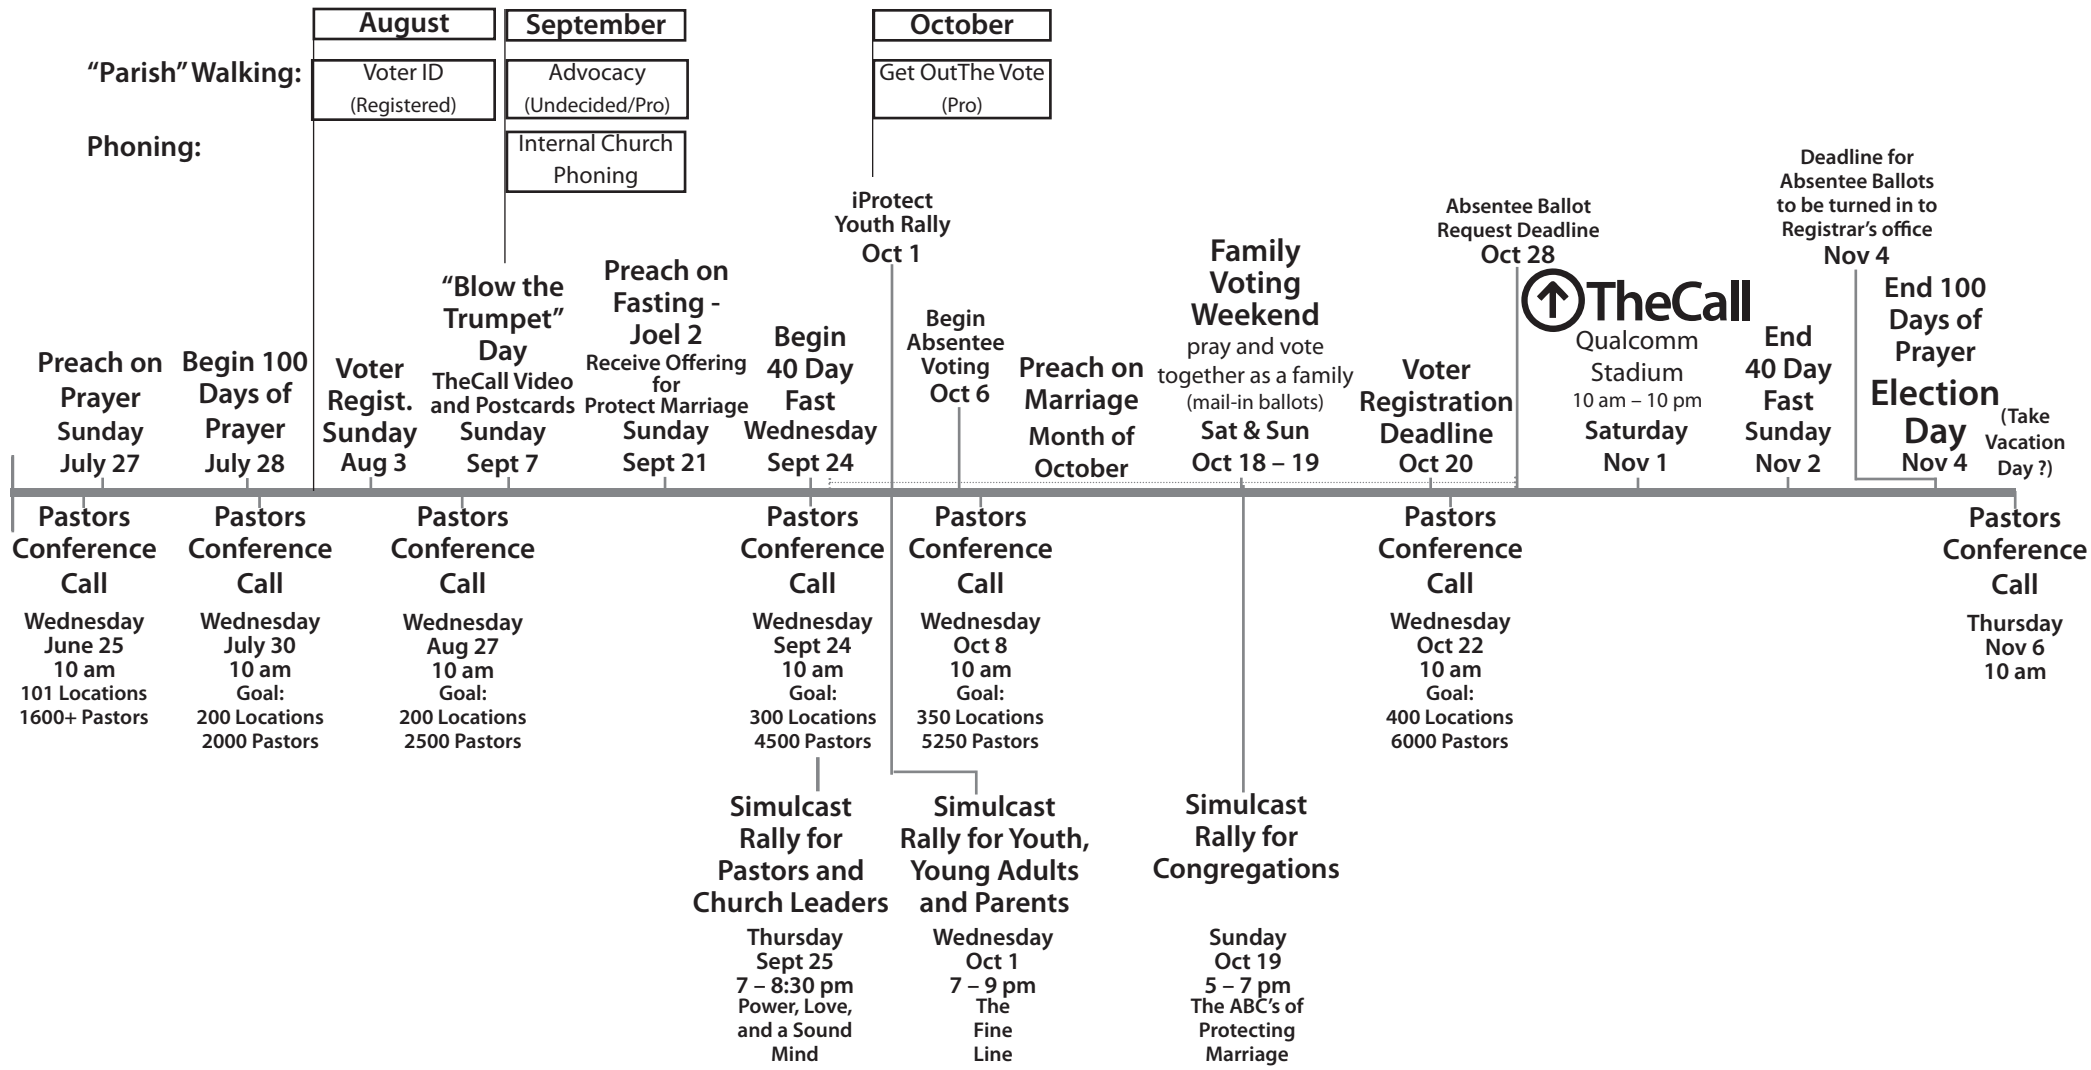 August
September
October
“Parish” Walking:
Voter ID
(Registered)
Advocacy
(Undecided/Pro)
Get OutThe Vote
(Pro)
Phoning:
Internal Church
Phoning
Preach on
Prayer
Sunday
July 27
Begin 100
Days of
Prayer
July 28
Voter
Regist.
Sunday
Aug 3
“Blow the
Trumpet”
Day
TheCall Video
and Postcards
Sunday
Sept 7
Preach on
Fasting -
Joel 2
Receive Offering
for
Protect Marriage
Sunday
Sept 21
Begin
40 Day
Fast
Wednesday
Sept 24
iProtect
Youth Rally
Oct 1
Begin
Absentee
Voting
Oct 6
Preach on
Marriage
Month of
October
Family
Voting
Weekend
pray and vote
together as a family
(mail-in ballots)
Sat & Sun
Oct 18 – 19
Voter
Registration
Deadline
Oct 20
Absentee Ballot
Request Deadline
Oct 28
TheCall
Qualcomm
Stadium
10 am – 10 pm
Saturday
Nov 1
End
40 Day
Fast
Sunday
Nov 2
Deadline for
Absentee Ballots
to be turned in to
Registrar’s office
Nov 4
End 100
Days of
Prayer
Election
Day
Nov 4
(Take
Vacation
Day ?)
Pastors
Conference
Call
Wednesday
June 25
10 am
101 Locations
1600+ Pastors
Pastors
Conference
Call
Wednesday
July 30
10 am
Goal:
200 Locations
2000 Pastors
Pastors
Conference
Call
Wednesday
Aug 27
10 am
Goal:
200 Locations
2500 Pastors
Pastors
Conference
Call
Wednesday
Sept 24
10 am
Goal:
300 Locations
4500 Pastors
Pastors
Conference
Call
Wednesday
Oct 8
10 am
Goal:
350 Locations
5250 Pastors
Pastors
Conference
Call
Wednesday
Oct 22
10 am
Goal:
400 Locations
6000 Pastors
Pastors
Conference
Call
Thursday
Nov 6
10 am
Simulcast
Rally for
Pastors and
Church Leaders
Thursday
Sept 25
7 – 8:30 pm
Power, Love,
and a Sound
Mind
Simulcast
Rally for Youth,
Young Adults
and Parents
Wednesday
Oct 1
7 – 9 pm
The
Fine
Line
Simulcast
Rally for
Congregations
Sunday
Oct 19
5 – 7 pm
The ABC’s of
Protecting
Marriage